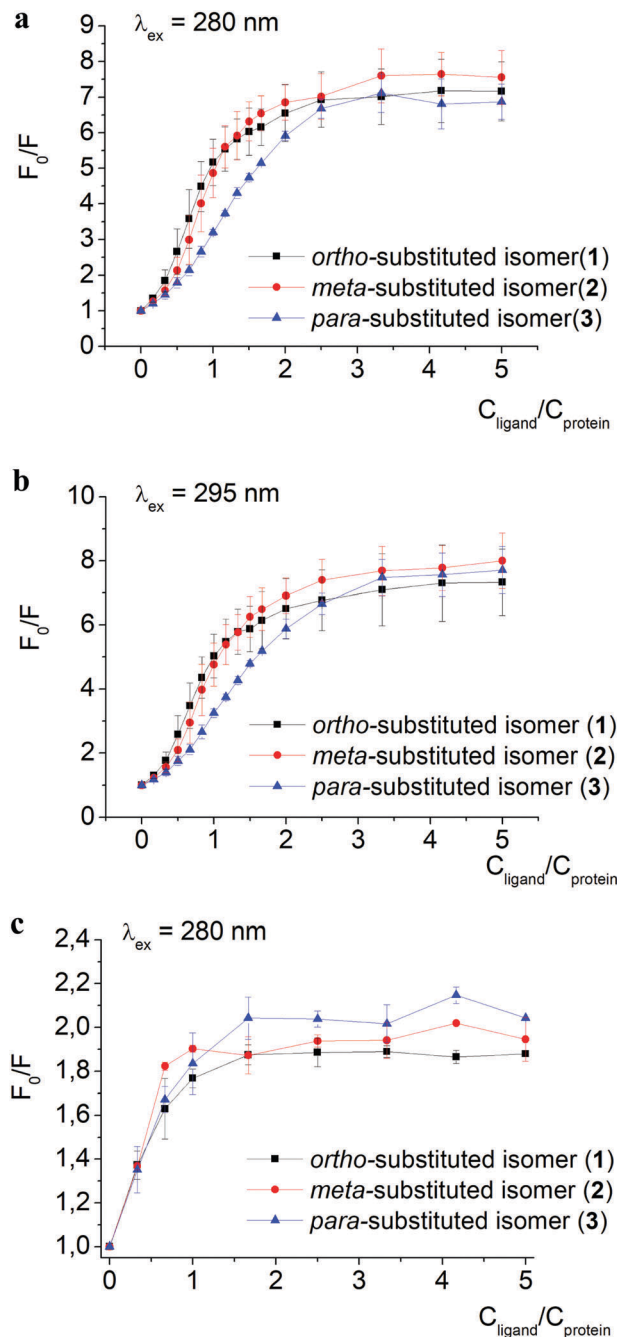 a
λex = 280 nm
9
8
7
6
5
4
3
2
1
0
F0/F
ortho-substituted isomer(1)
meta-substituted isomer(2)
para-substituted isomer(3)
0 1 2 3 4 5
Cligand/Cprotein
b
λex = 295 nm
10
8
6
4
2
0
F0/F
ortho-substituted isomer (1)
meta-substituted isomer (2)
para-substituted isomer (3)
0 1 2 3 4 5
Cligand/Cprotein
c
λex = 280 nm
2,4
2,2
2,0
1,8
1,6
1,4
1,2
1,0
F0/F
ortho-substituted isomer (1)
meta-substituted isomer (2)
para-substituted isomer (3)
0 1 2 3 4 5
Cligand/Cprotein